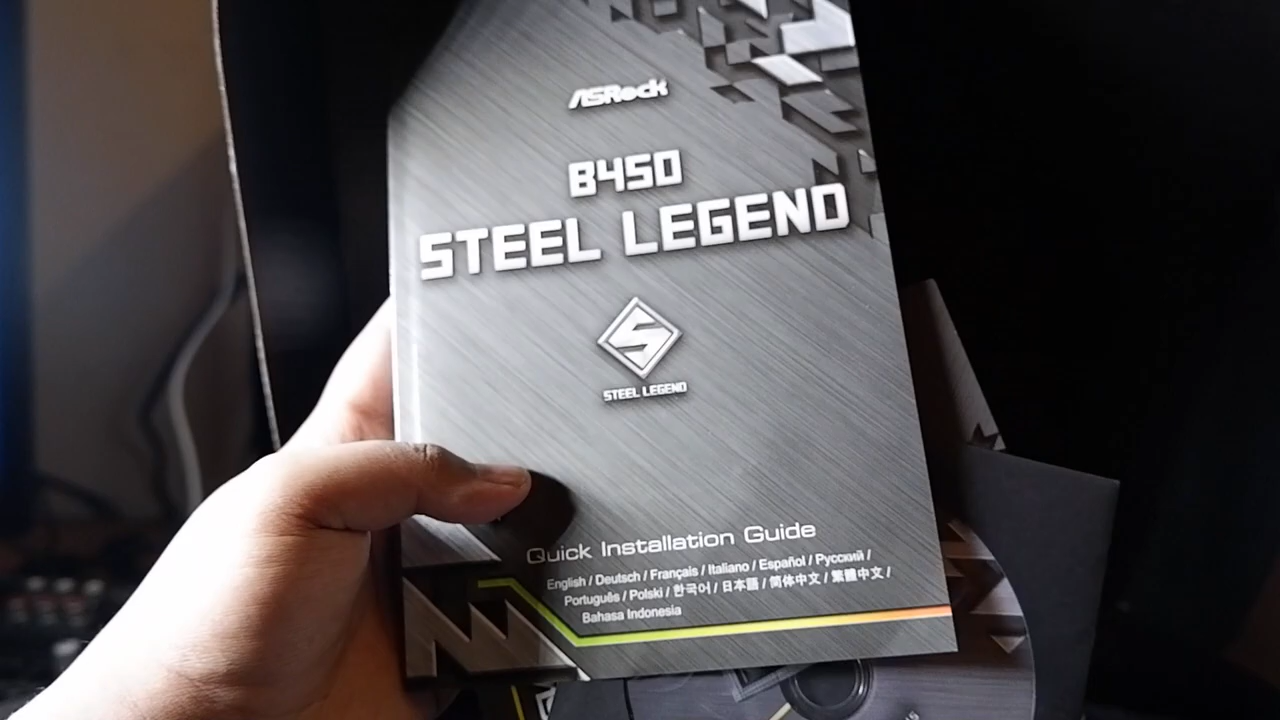 ASRock
B450
STEEL LEGEND
STEEL LEGEND
Quick Installation Guide
English / Deutsch / Français / Italiano / Español / Русский /
Português / Polski / 한국어 / 日本語 / 简体中文 / 繁體中文 /
Bahasa Indonesia